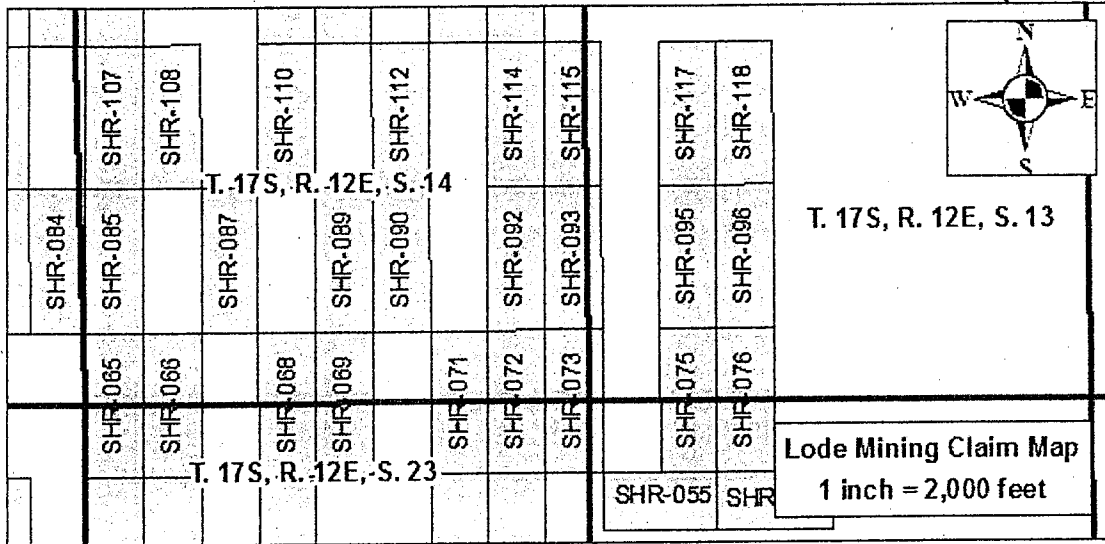 N
W E
S
SHR-107
SHR-108
SHR-110
SHR-112
SHR-114
SHR-115
SHR-117
SHR-118
T. 17S, R. 12E, S. 14
SHR-084
SHR-085
SHR-087
SHR-089
SHR-090
SHR-092
SHR-093
SHR-095
SHR-096
T. 17S, R. 12E, S. 13
SHR-065
SHR-066
SHR-068
SHR-069
SHR-071
SHR-072
SHR-073
SHR-075
SHR-076
T. 17S, R. 12E, S. 23
SHR-055
SHR
Lode Mining Claim Map
1 inch = 2,000 feet